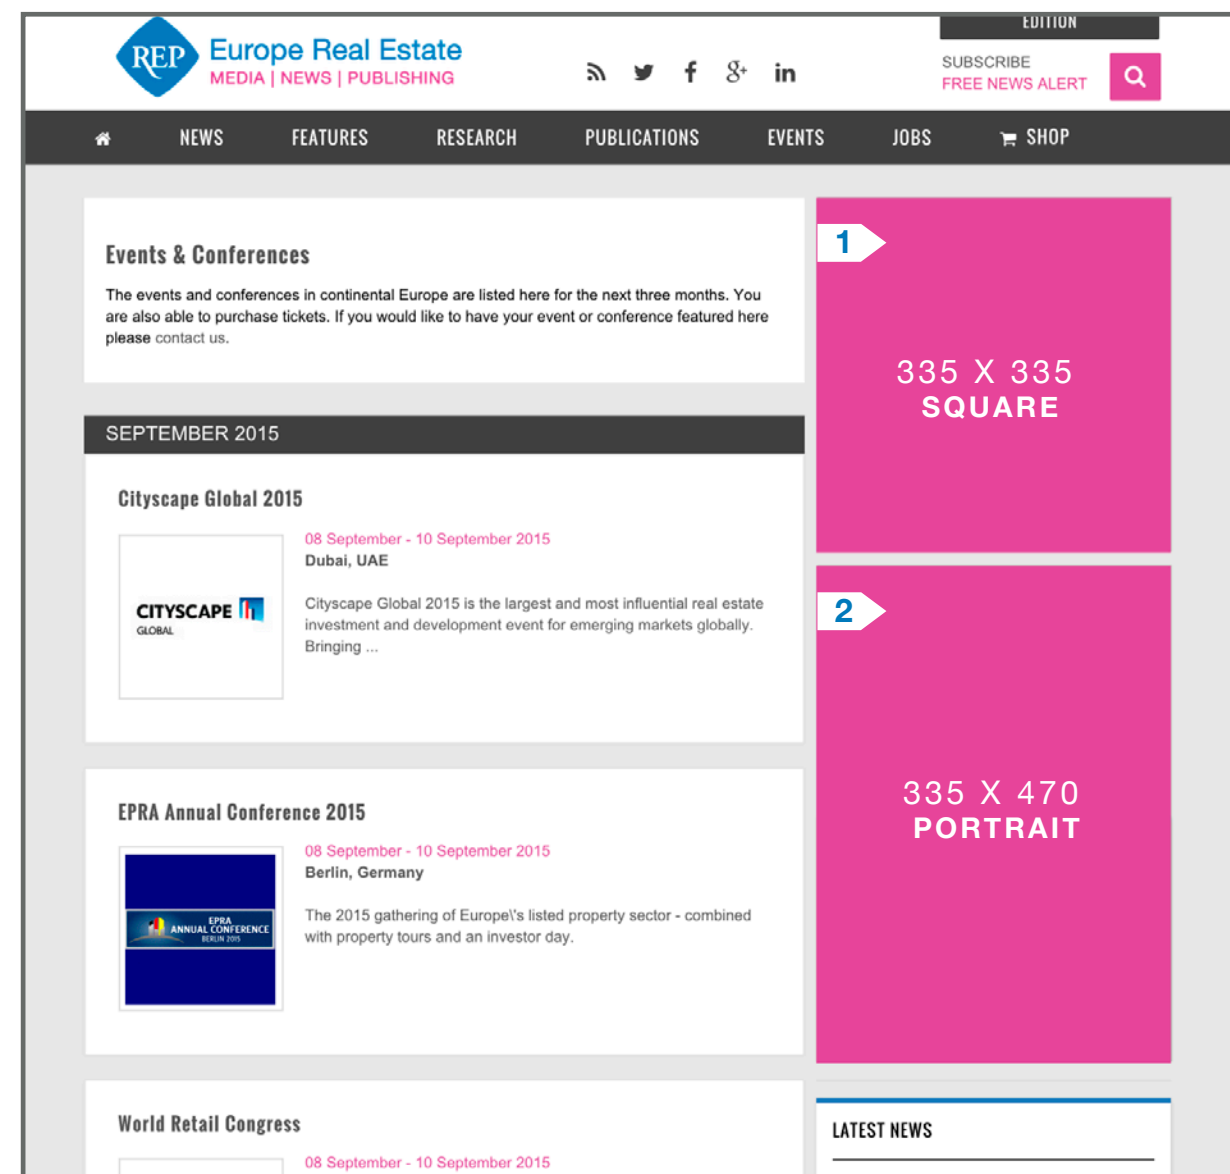 EDITION
REP
Europe Real Estate
MEDIA | NEWS | PUBLISHING
SUBSCRIBE
FREE NEWS ALERT
NEWS
FEATURES
RESEARCH
PUBLICATIONS
EVENTS
JOBS
SHOP
Events & Conferences
The events and conferences in continental Europe are listed here for the next three months. You
are also able to purchase tickets. If you would like to have your event or conference featured here
please contact us.
1
335 X 335
SQUARE
SEPTEMBER 2015
Cityscape Global 2015
08 September - 10 September 2015
Dubai, UAE
CITYSCAPE
GLOBAL
Cityscape Global 2015 is the largest and most influential real estate
investment and development event for emerging markets globally.
Bringing ...
2
335 X 470
PORTRAIT
EPRA Annual Conference 2015
08 September - 10 September 2015
Berlin, Germany
EPRA
ANNUAL CONFERENCE
BERLIN 2015
The 2015 gathering of Europe\'s listed property sector - combined
with property tours and an investor day.
World Retail Congress
08 September - 10 September 2015
LATEST NEWS